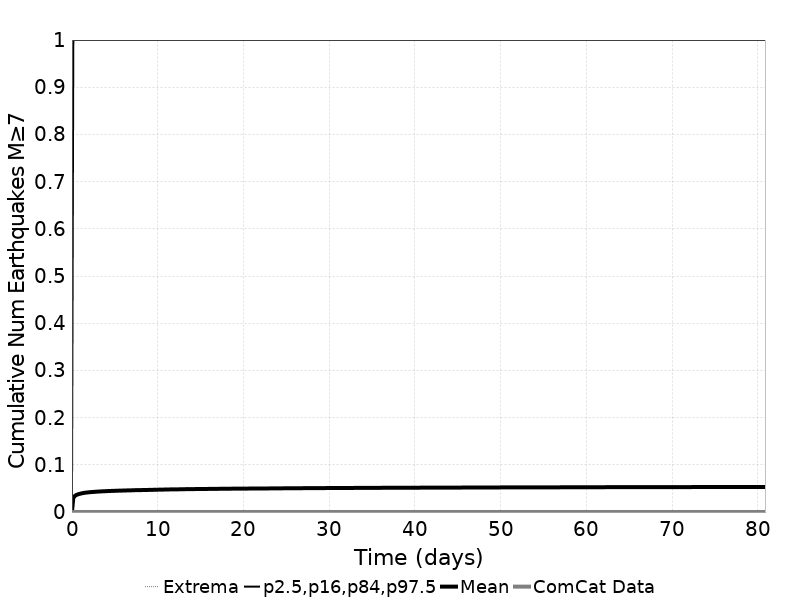 Cumulative Num Earthquakes M≥7
1
0.9
0.8
0.7
0.6
0.5
0.4
0.3
0.2
0.1
0
0 10 20 30 40 50 60 70 80
Time (days)
Extrema p2.5,p16,p84,p97.5 Mean ComCat Data